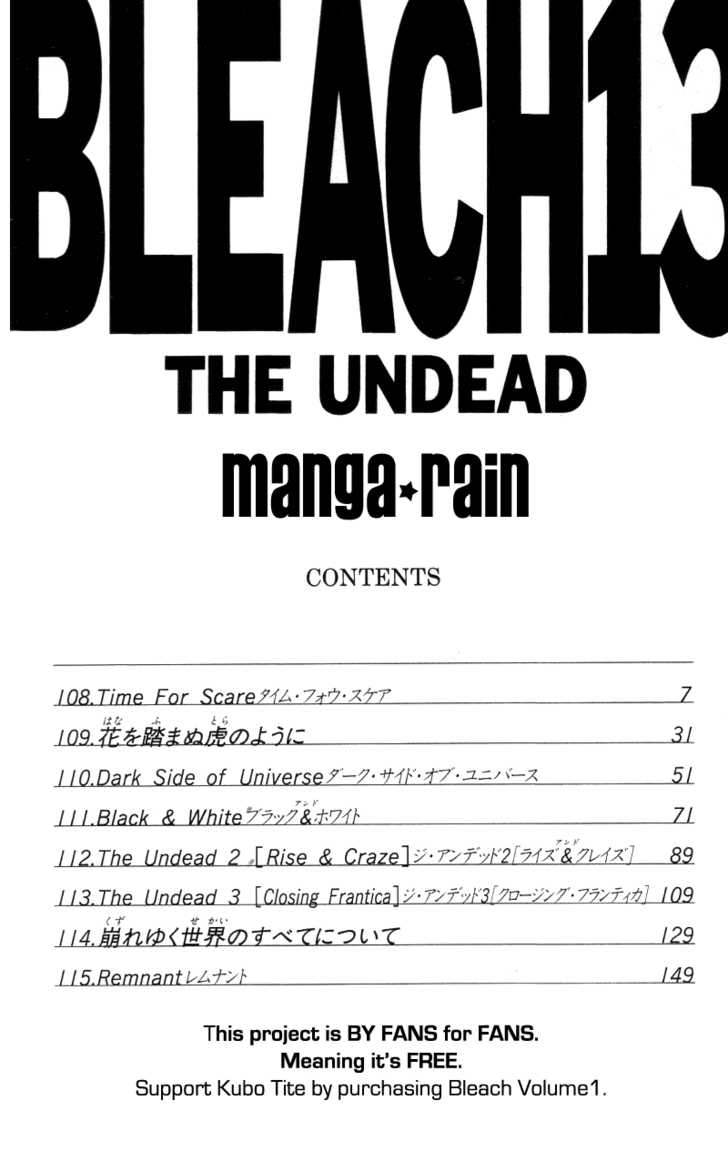 BLEACH13
THE UNDEAD
manga★rain
CONTENTS
108.Time For Scareタイム・フォウ・スケア 7
109.花を踏まぬ虎のように 31
110.Dark Side of Universeダーク・サイド・オブ・ユニバース 51
111.Black & Whiteブラック&ホワイト 71
112.The Undead 2 [Rise & Craze]ジ・アンデッド2[ライズ&クレイズ] 89
113.The Undead 3 [Closing Frantica]ジ・アンデッド3[クロージング・フランティカ] 109
114.崩れゆく世界のすべてについて 129
115.Remnantレムナント 149
This project is BY FANS for FANS.
Meaning it's FREE.
Support Kubo Tite by purchasing Bleach Volume1.